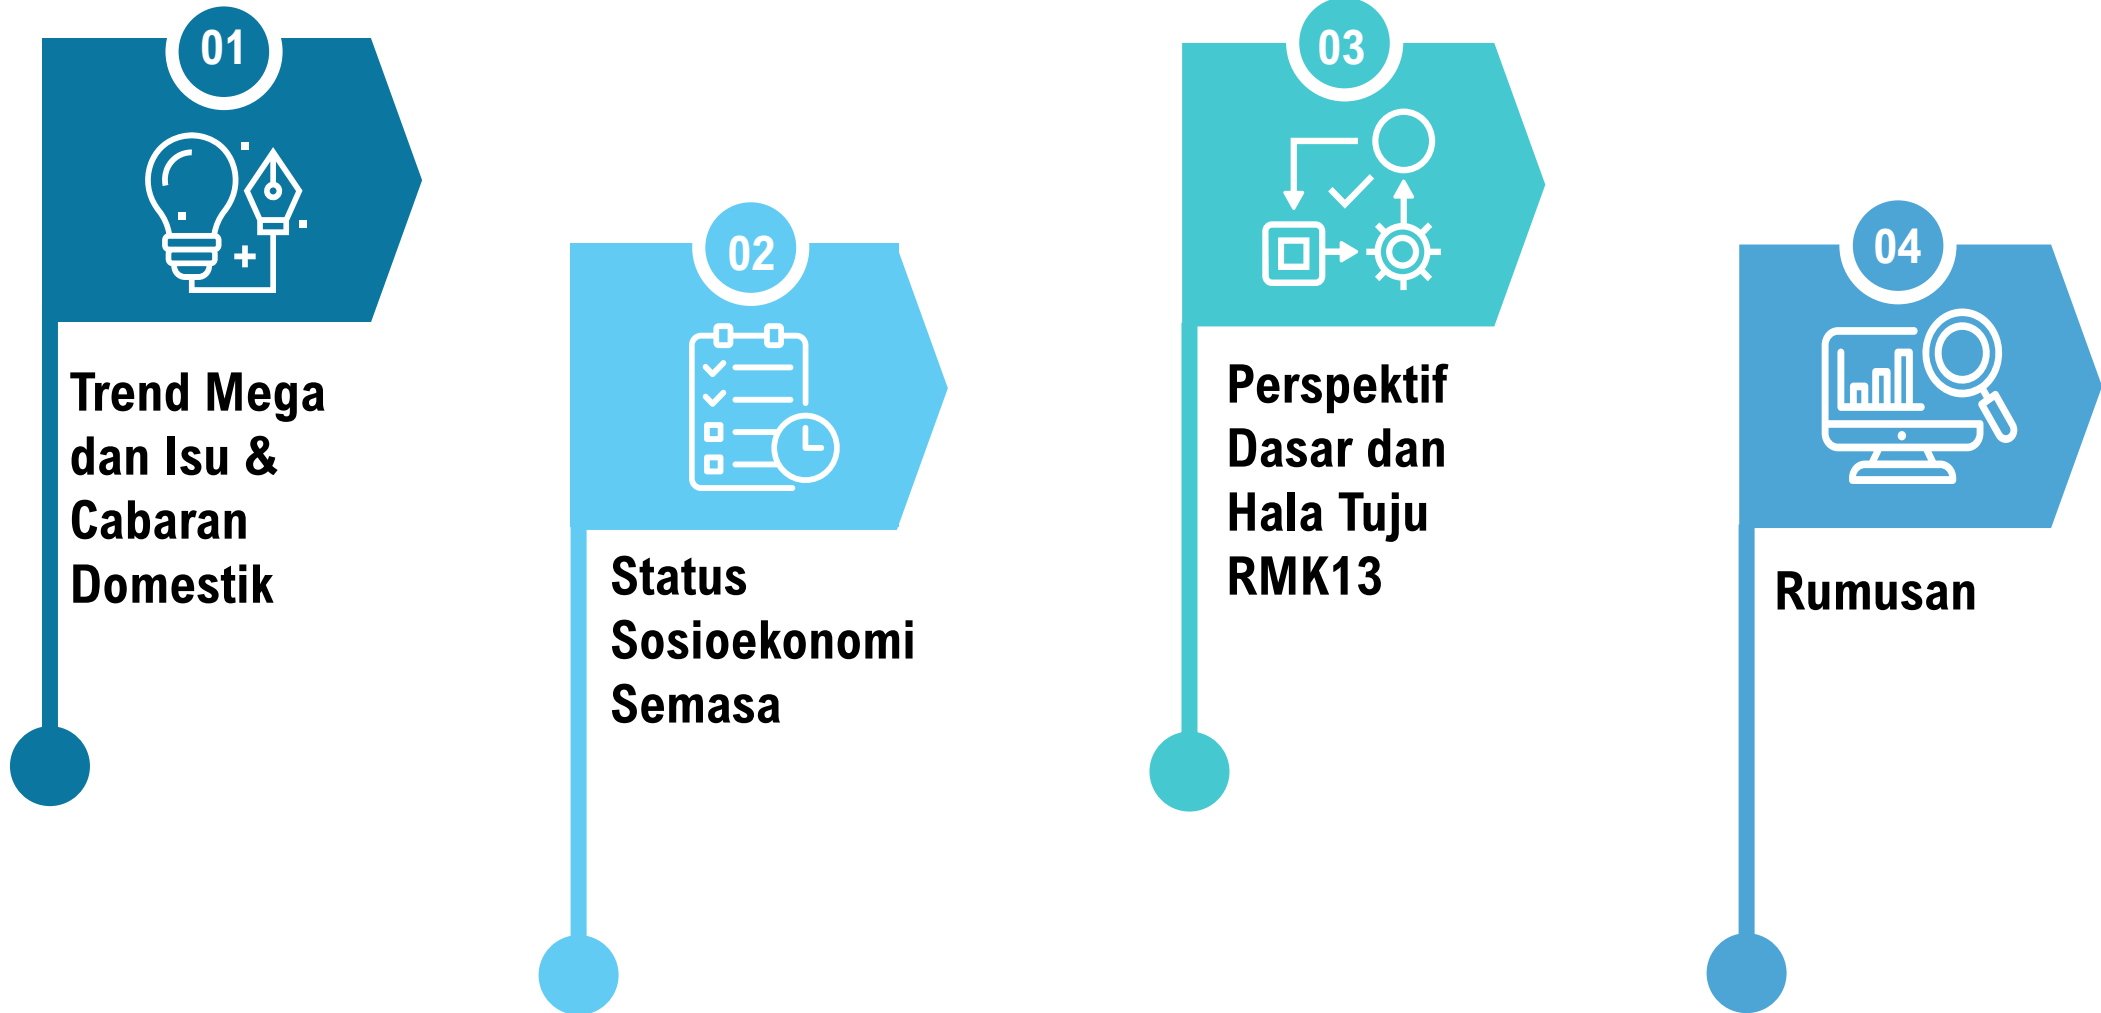 01
Trend Mega
dan Isu &
Cabaran
Domestik
02
Status
Sosioekonomi
Semasa
03
Perspektif
Dasar dan
Hala Tuju
RMK13
04
Rumusan